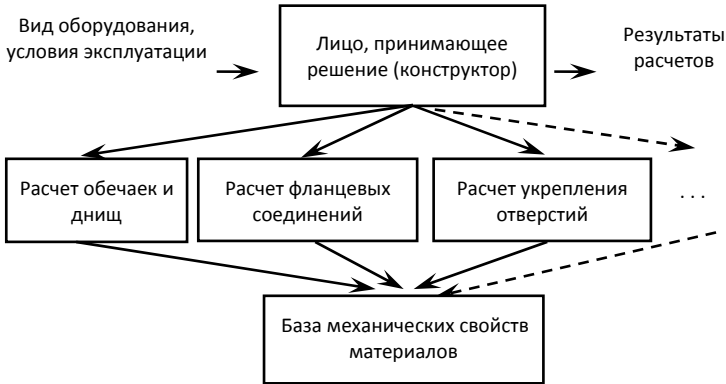 Вид оборудования,
условия эксплуатации
Лицо, принимающее
решение (конструктор)
Результаты
расчетов
Расчет обечаек и
днищ
Расчет фланцевых
соединений
Расчет укрепления
отверстий
...
База механических свойств
материалов